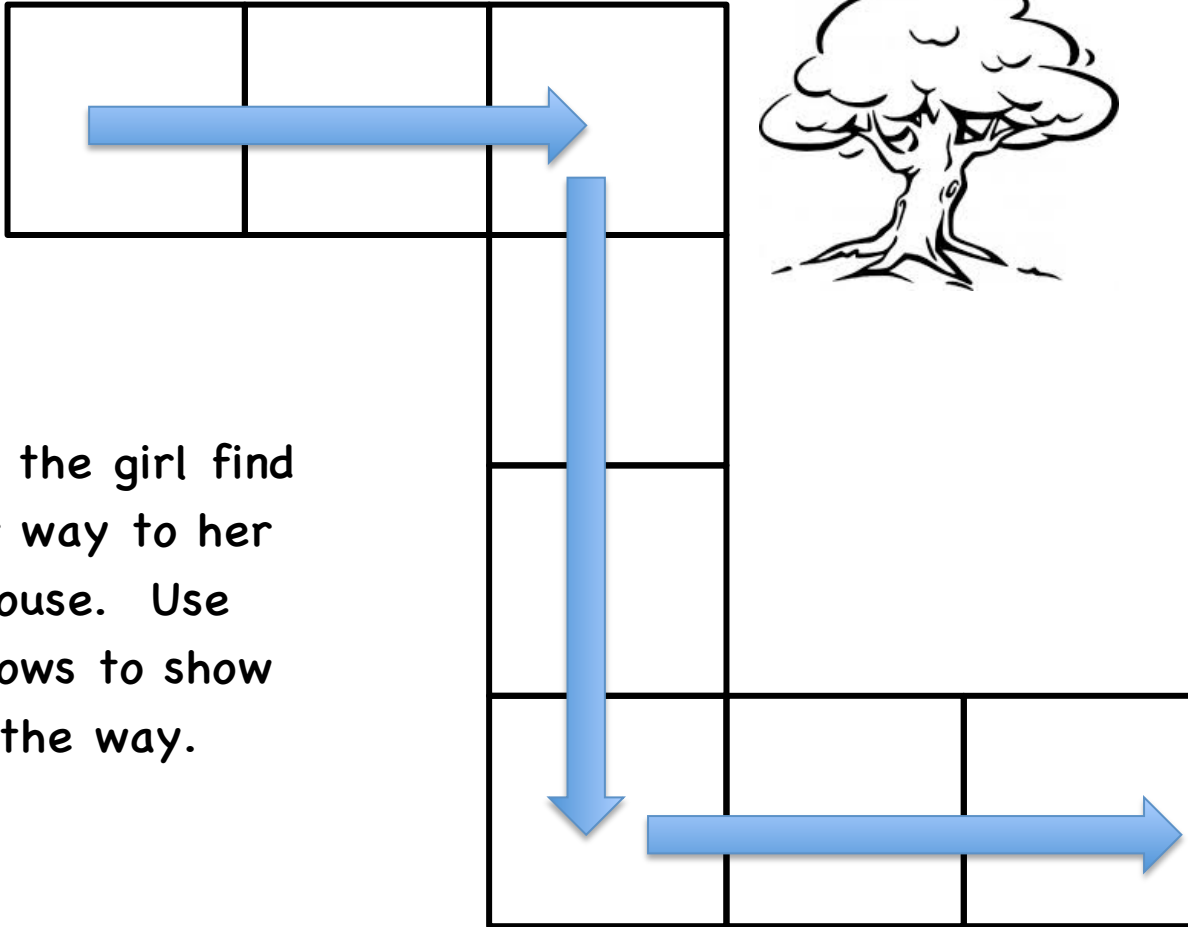 the girl find
way to her
ouse. Use
ows to show
the way.